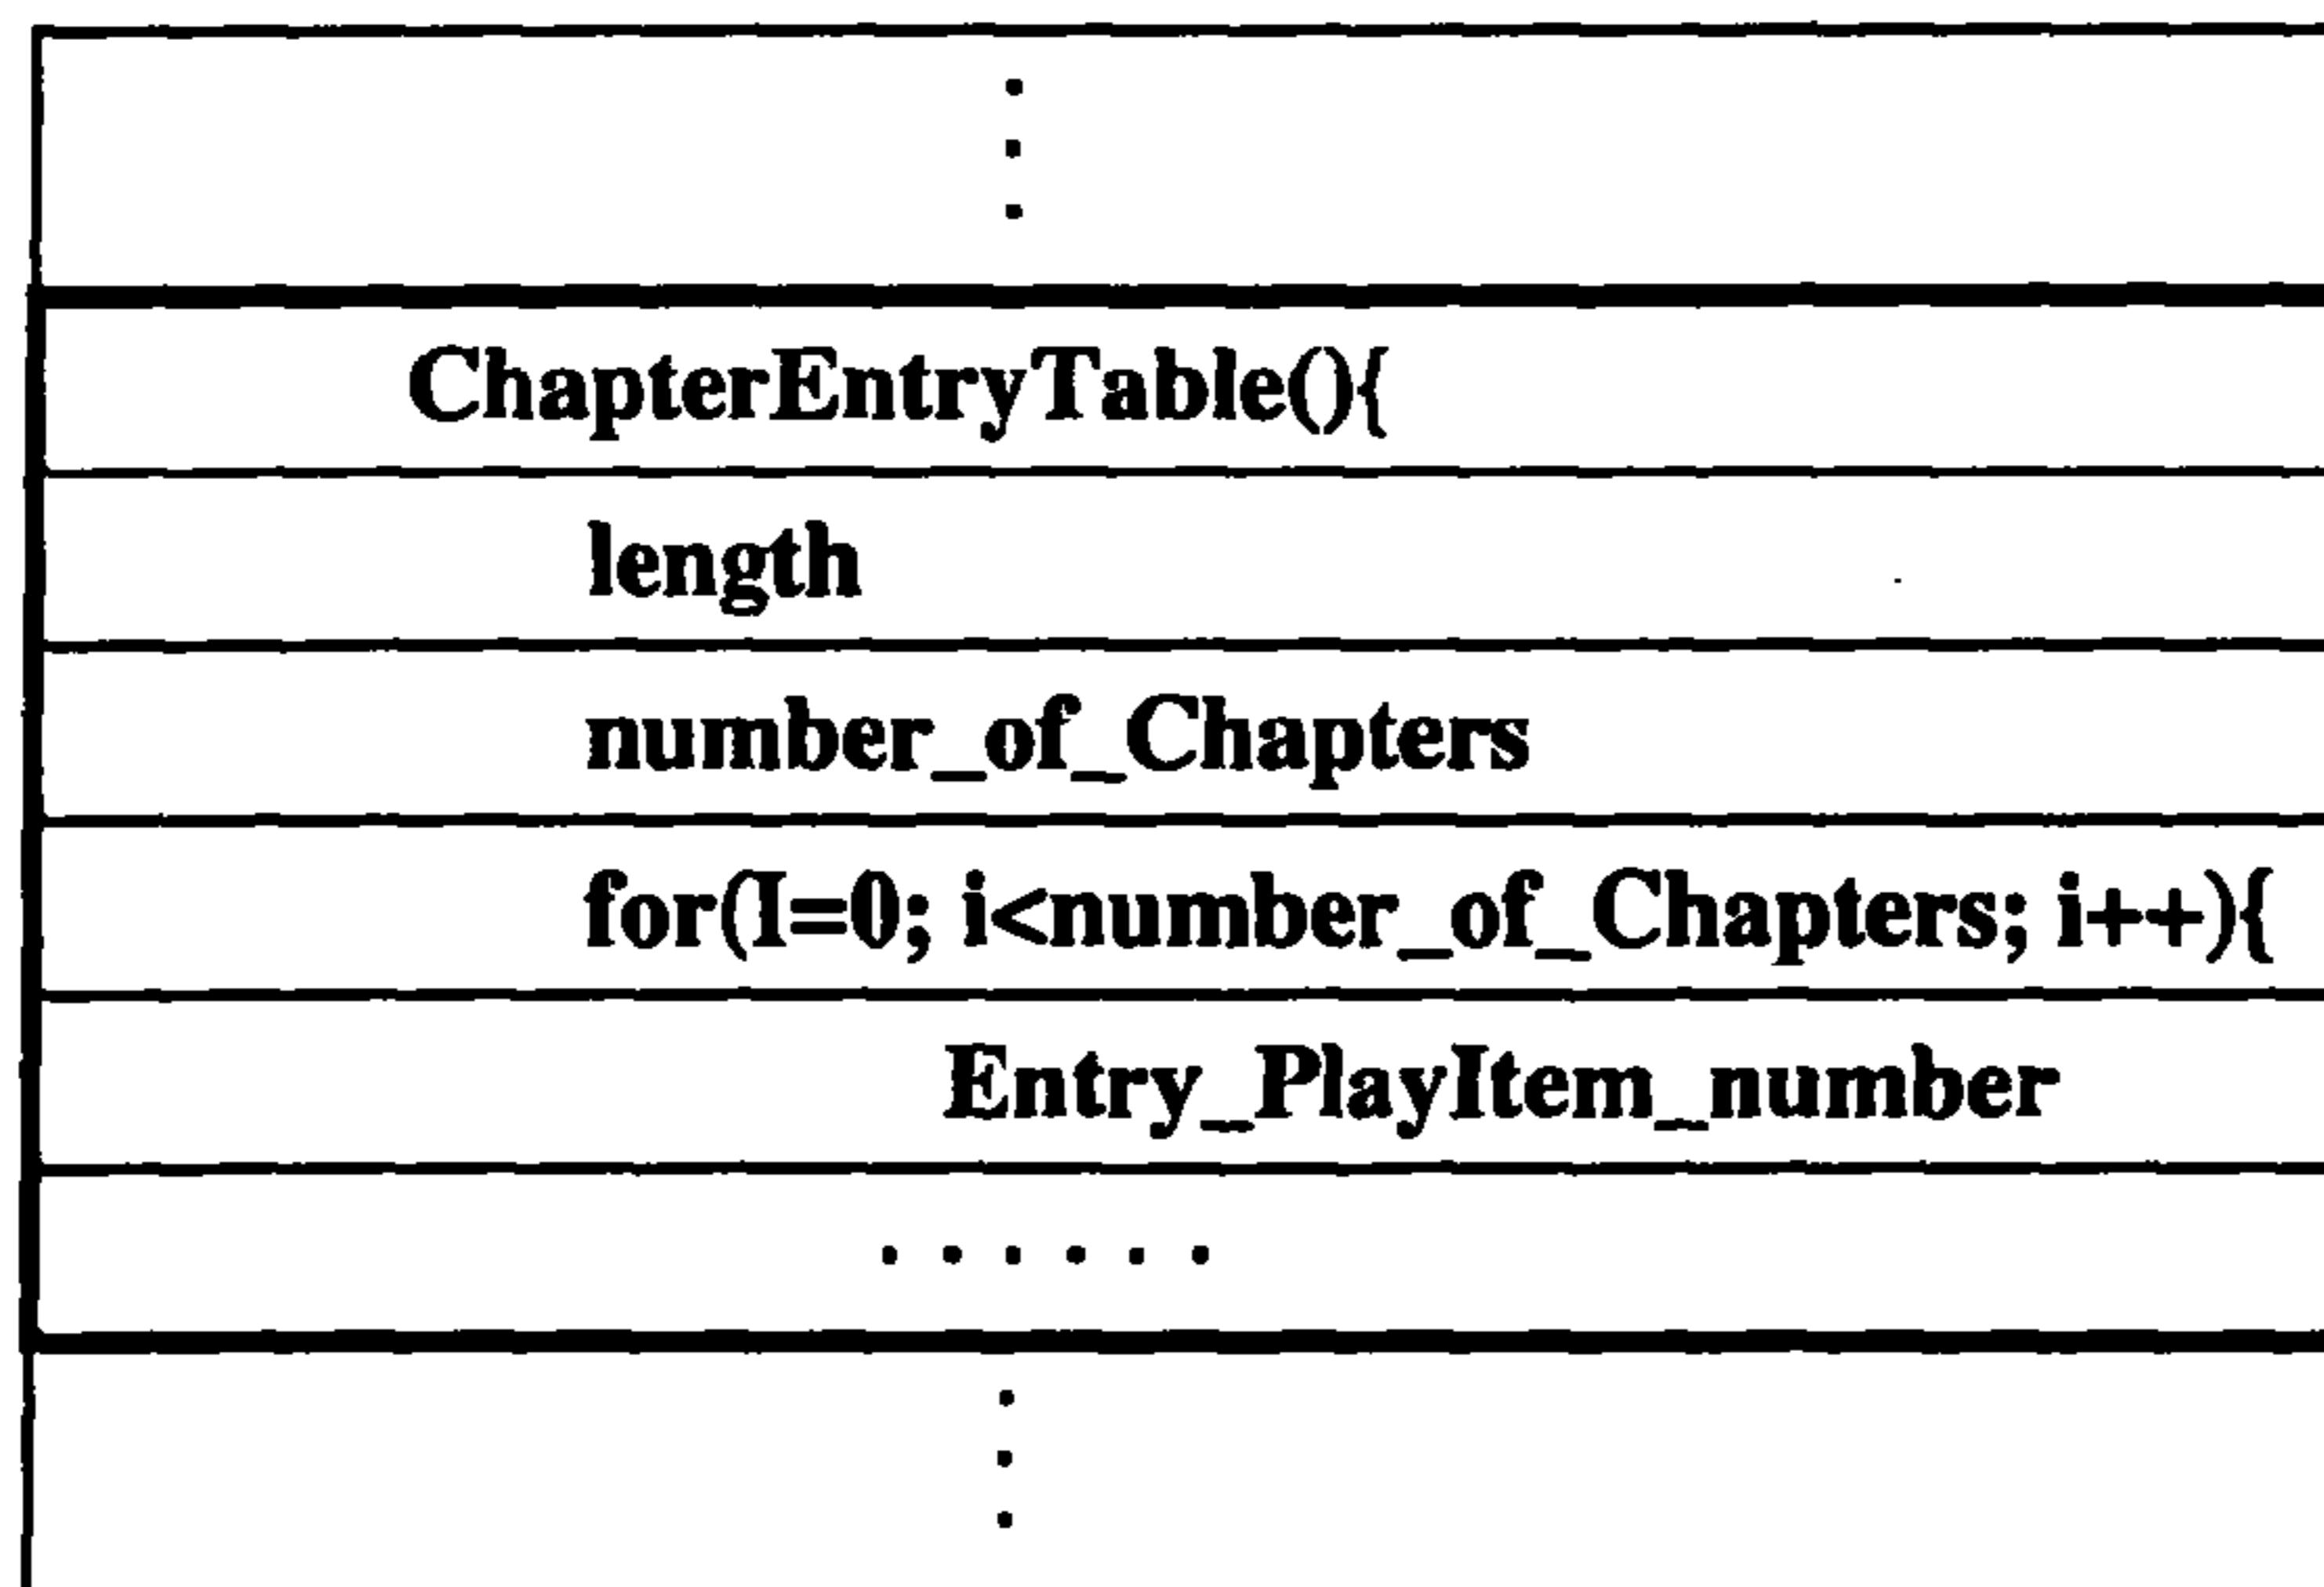 ChapterEntryTable(){
length
number_of_Chapters
for(I=0; i<number_of_Chapters; i++){
Entry_PlayItem_number
. . . . . .